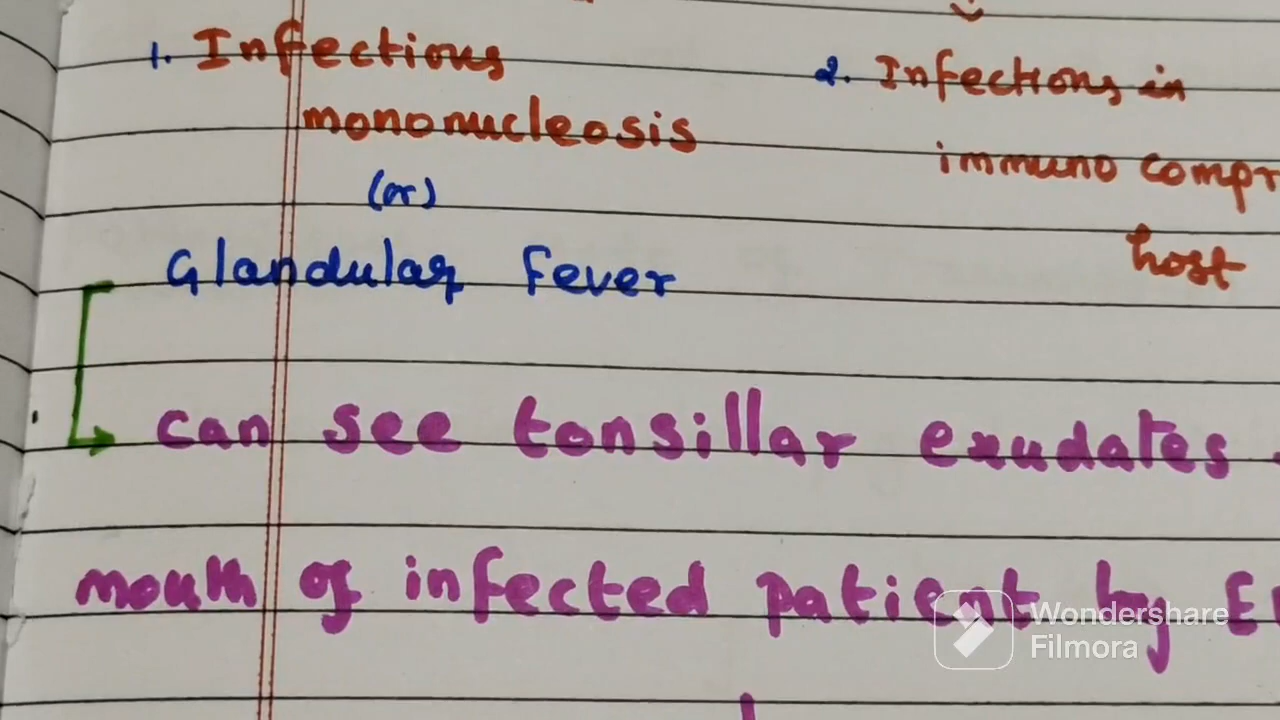 1. Infectious
mononucleosis
(or)
Glandular fever
2. Infections in
immuno compr
host
can see tonsillar exudates
mouth of infected patient by E
Wondershare
Filmora